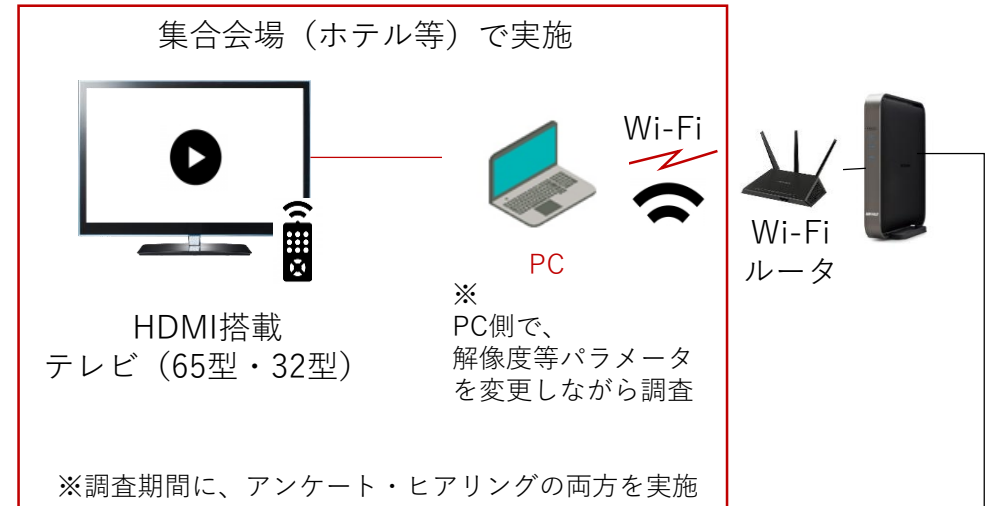 集合会場（ホテル等）で実施
Wi-Fi
Wi-Fi
ルータ
PC
HDMI搭載
テレビ（65型・32型）
※
PC側で、
解像度等パラメータ
を変更しながら調査
※調査期間に、アンケート・ヒアリングの両方を実施